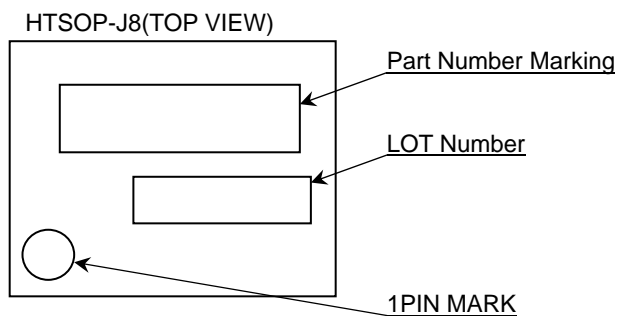 HTSOP-J8(TOP VIEW)
Part Number Marking
LOT Number
1PIN MARK